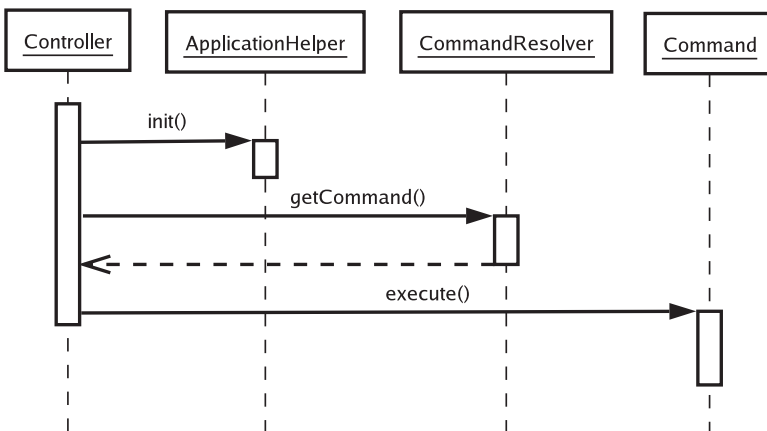 Controller
ApplicationHelper
CommandResolver
Command
init()
getCommand()
execute()